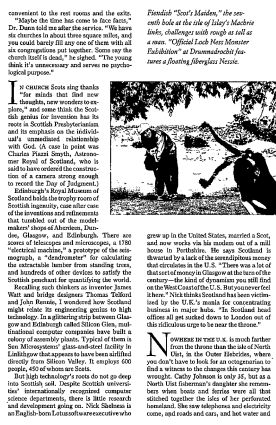 convenient to the rest rooms and the exits.
"Maybe the time has come to face facts,"
Dr. Dunn told me after the service. "We have
six churches in about three square miles, and
you could barely fill any one of them with all
six congregations put together. Some say the
church itself is dead," he sighed. "The young
think it's unnecessary and serves no psycho-
logical purpose."
IN CHURCH Scots sing thanks
"for minds that find new
thoughts, new wonders to ex-
plore," and some think the Scot-
tish genius for invention has its
roots in Scottish Presbyterianism
and its emphasis on the individ-
ual's unmediated relationship
with God. (A case in point was
Charles Piazzi Smyth, Astrono-
mer Royal of Scotland, who is
said to have ordered the construc-
tion of a camera strong enough
to record the Day of Judgment.)
Edinburgh's Royal Museum of
Scotland holds the trophy room of
Scottish ingenuity, case after case
of the inventions and refinements
that tumbled out of the model-
makers' shops of Aberdeen, Dun-
dee, Glasgow, and Edinburgh. There are
scores of telescopes and microscopes, a 1780
"electrical machine," a prototype of the seis-
mograph, a "dendrometer" for calculating
the extractable lumber from standing trees,
and hundreds of other devices to satisfy the
Scottish penchant for quantifying the world.
Recalling such thinkers as inventor James
Watt and bridge designers Thomas Telford
and John Rennie, I wondered how Scotland
might relate its engineering genius to high
technology. In a glittering strip between Glas-
gow and Edinburgh called Silicon Glen, mul-
tinational computer companies have built a
colony of assembly plants. Typical of them is
Sun Microsystems' glass-and-steel facility in
Linlithgow that appears to have been airlifted
directly from Silicon Valley. It employs 600
people, 450 of whom are Scots.
But high technology's roots do not go deep
into Scottish soil. Despite Scottish universi-
ties' internationally recognized computer
science departments, there is little research
and development going on. Nick Skelness is
an English-born Lotus software executive who
Fiendish "Scot's Maiden," the sev-
enth hole at the tip of Islay's Machrie
links, challenges with rough as tall as
a man. "Official Loch Ness Monster
Exhibition" at Drumnadrochit fea-
tures a floating fiberglass Nessie.
grew up in the United States, married a Scot,
and now works via his modem out of a mill
house in Perthshire. He says Scotland is
thwarted by a lack of the serendipitous money
that circulates in the U.S. "There was a lot of
that sort of money in Glasgow at the turn of the
century—the kind of dynamism you still find
on the West Coast of the U.S. But you never feel
it here." Nick thinks Scotland has been victim-
ised by the U.K.'s mania for concentrating
business in major hubs. "In Scotland head
offices all get sucked down to London out of
this ridiculous urge to be near the throne."
NOWHERE IN THE U.K. is much farther
from the throne than the isle of North
Uist, in the Outer Hebrides, where
you don't have to look for an octogenarian to
find a witness to the changes this century has
wrought. Cathy Johnson is only 35, but as a
North Uist fisherman's daughter she remem-
bers when boats and ferries were all that
stitched together the isles of her perforated
homeland. She saw telephones and electricity
come, and roads and cars, and hot water and